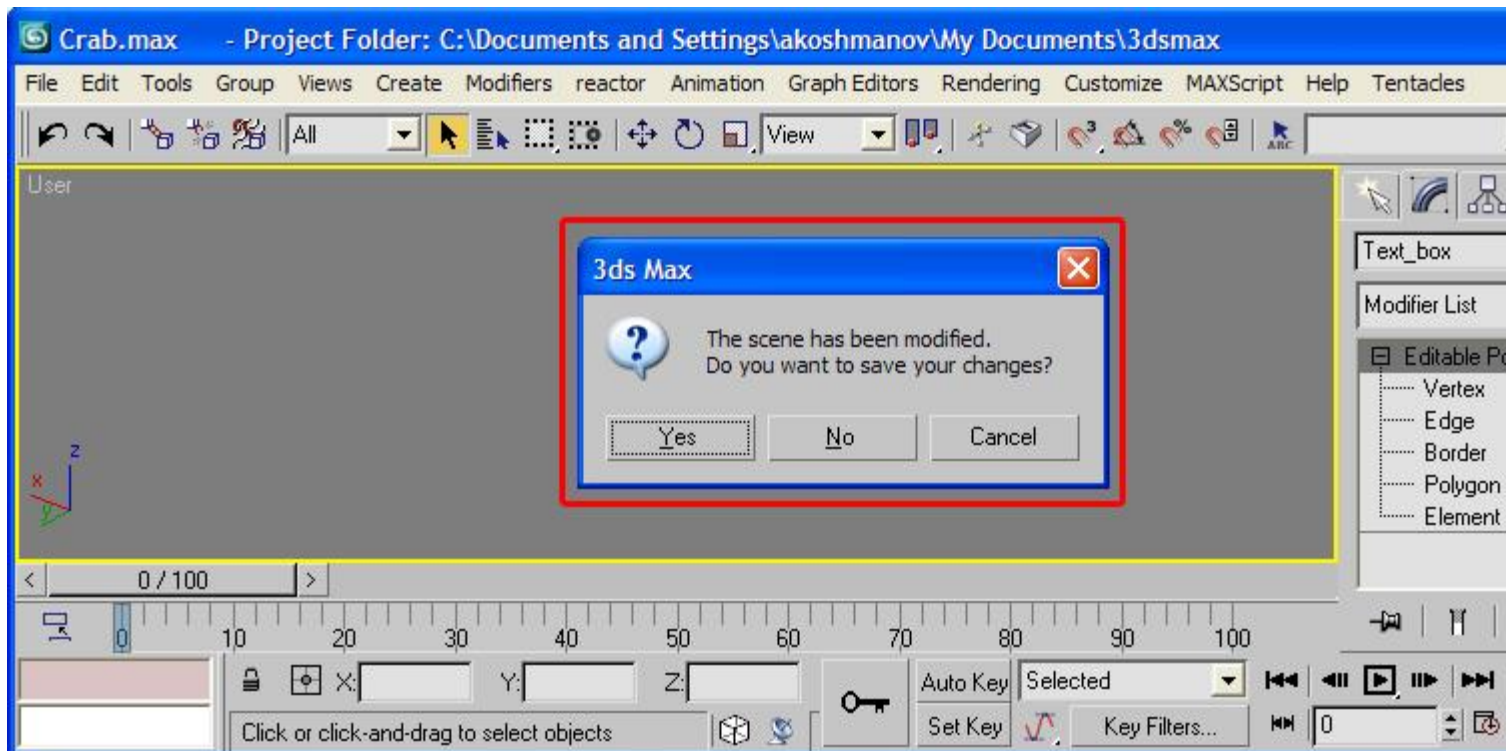 Crab.max - Project Folder: C:\Documents and Settings\akoshmanov\My Documents\3dsmax
File Edit Tools Group Views Create Modifiers reactor Animation Graph Editors Rendering Customize MAXScript Help Tentacles
All View 3 % ABC
User
Text_box
3ds Max
Modifier List
The scene has been modified.
Do you want to save your changes?
Editable Po
Vertex
Edge
Yes No Cancel
Border
Polygon
Element
z
x
y
< 0 / 100 >
0 10 20 30 40 50 60 70 80 90 100
X: Y: Z: Auto Key Selected
Click or click-and-drag to select objects Set Key Key Filters... 0